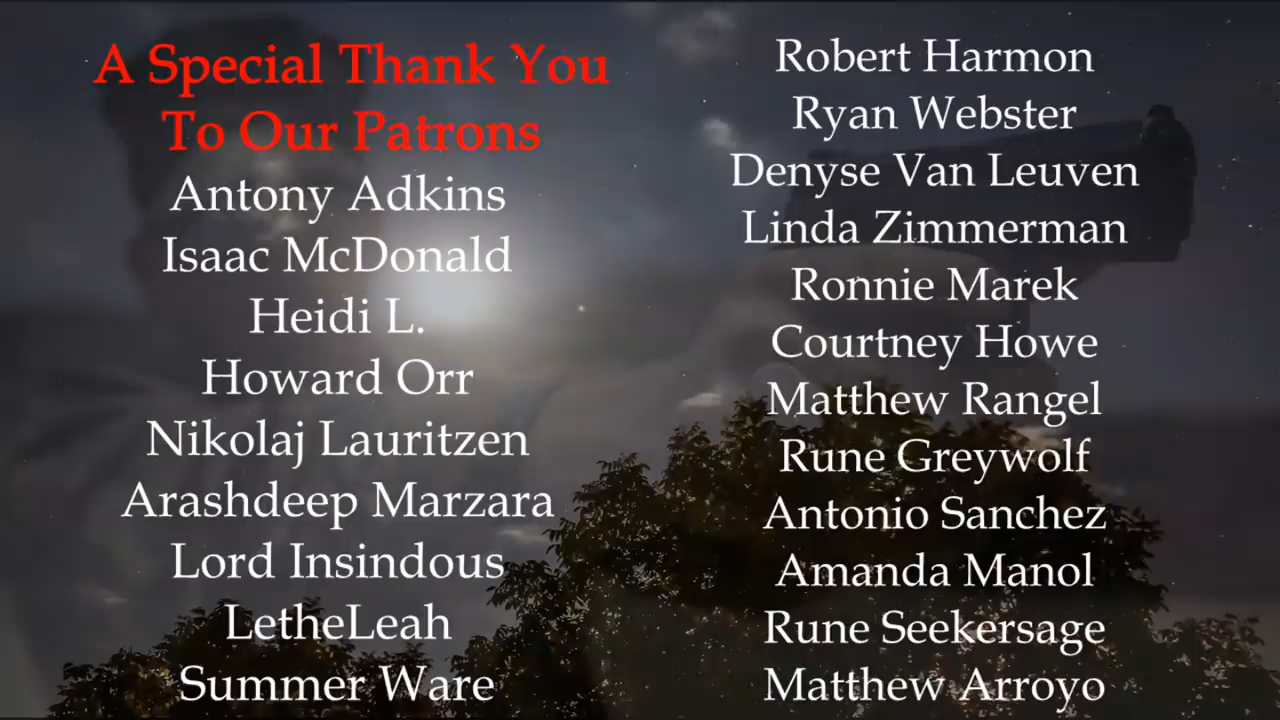 A Special Thank You
To Our Patrons
Antony Adkins
Isaac McDonald
Heidi L.
Howard Orr
Nikolaj Lauritzen
Arashdeep Marzara
Lord Insindous
LetheLeah
Summer Ware
Robert Harmon
Ryan Webster
Denyse Van Leuven
Linda Zimmerman
Ronnie Marek
Courtney Howe
Matthew Rangel
Rune Greywolf
Antonio Sanchez
Amanda Manol
Rune Seekersage
Matthew Arroyo